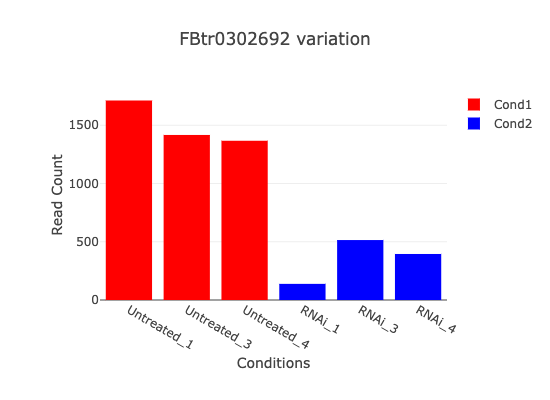 FBtr0302692 variation
Cond1
Cond2
1500
1000
500
0
Read Count
Untreated_1
Untreated_3
Untreated_4
RNAi_1
RNAi_3
RNAi_4
Conditions